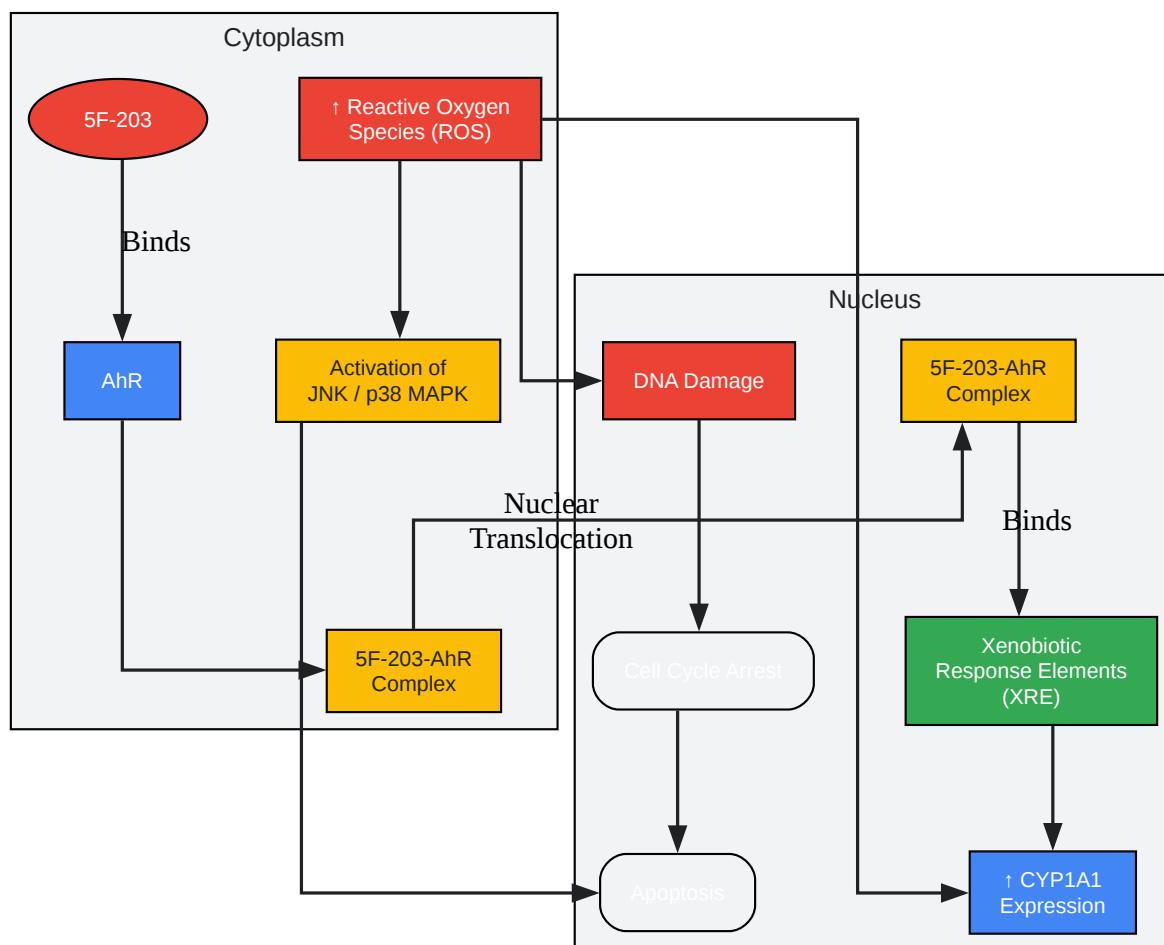 Cytoplasm
5F-203
↑ Reactive Oxygen
Species (ROS)
Binds
AhR
Activation of
JNK / p38 MAPK
5F-203-AhR
Complex
Nuclear
Translocation
Nucleus
DNA Damage
5F-203-AhR
Complex
Binds
Cell Cycle Arrest
Xenobiotic
Response Elements
(XRE)
Apoptosis
↑ CYP1A1
Expression